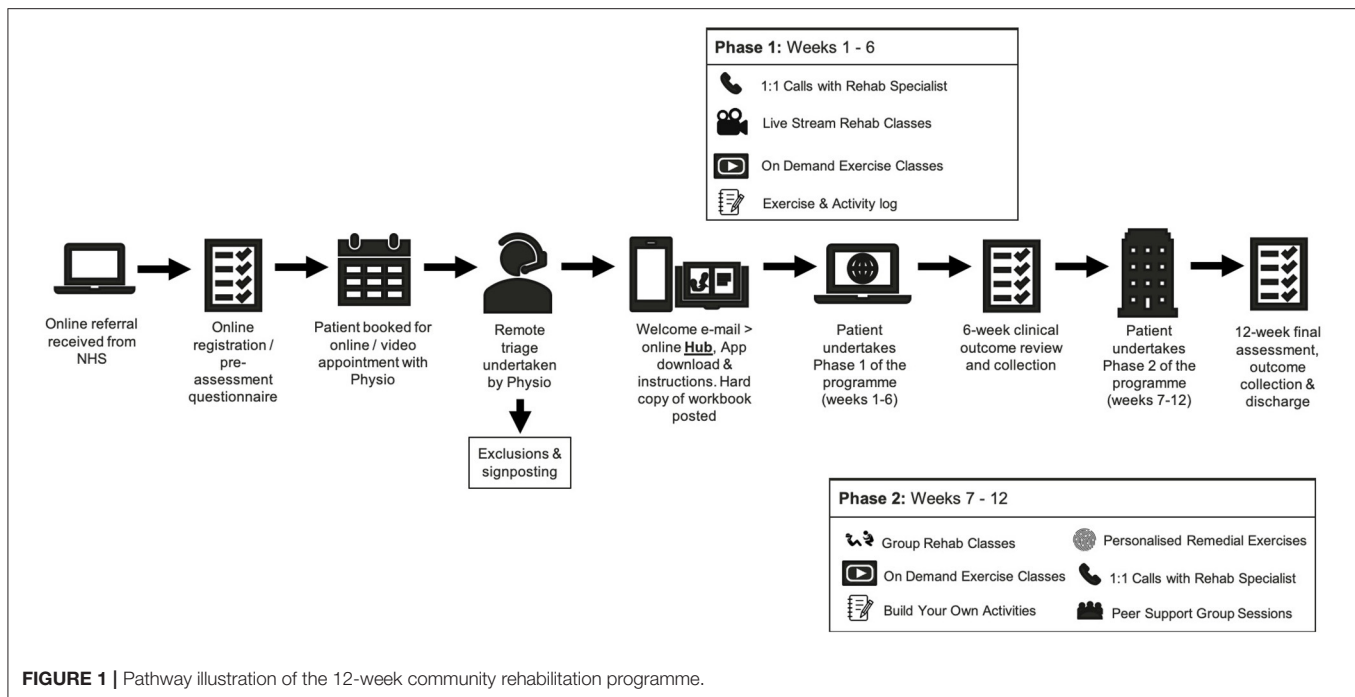 Phase 1: Weeks 1 - 6
1:1 Calls with Rehab Specialist
Live Stream Rehab Classes
On Demand Exercise Classes
Exercise & Activity log
Online referral
received from
NHS
Online
registration /
pre-
assessment
questionnaire
Patient booked for
online / video
appointment with
Physio
Remote
triage
undertaken
by Physio
Exclusions &
signposting
Welcome e-mail >
online Hub, App
download &
instructions. Hard
copy of workbook
posted
Patient
undertakes
Phase 1 of the
programme
(weeks 1-6)
6-week clinical
outcome review
and collection
Patient
undertakes
Phase 2 of the
programme
(weeks 7-12)
12-week final
assessment,
outcome
collection &
discharge
Phase 2: Weeks 7 - 12
Group Rehab Classes
On Demand Exercise Classes
Build Your Own Activities
Personalised Remedial Exercises
1:1 Calls with Rehab Specialist
Peer Support Group Sessions
FIGURE 1 | Pathway illustration of the 12-week community rehabilitation programme.